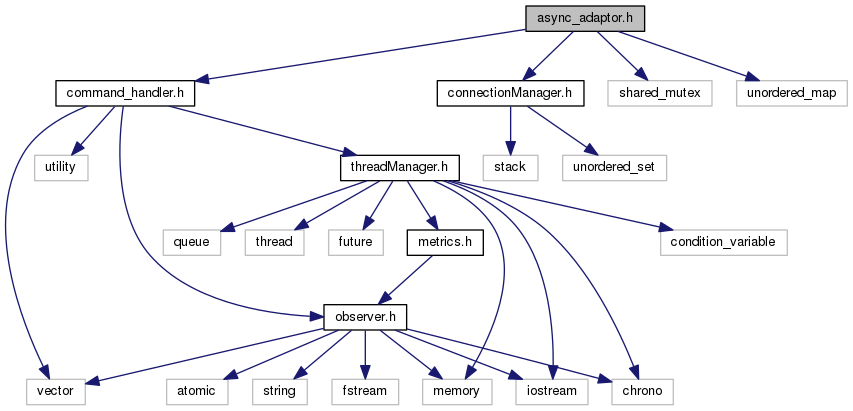 async_adaptor.h
command_handler.h
connectionManager.h
shared_mutex
unordered_map
utility
threadManager.h
stack
unordered_set
queue
thread
future
metrics.h
condition_variable
observer.h
vector
atomic
string
fstream
memory
iostream
chrono